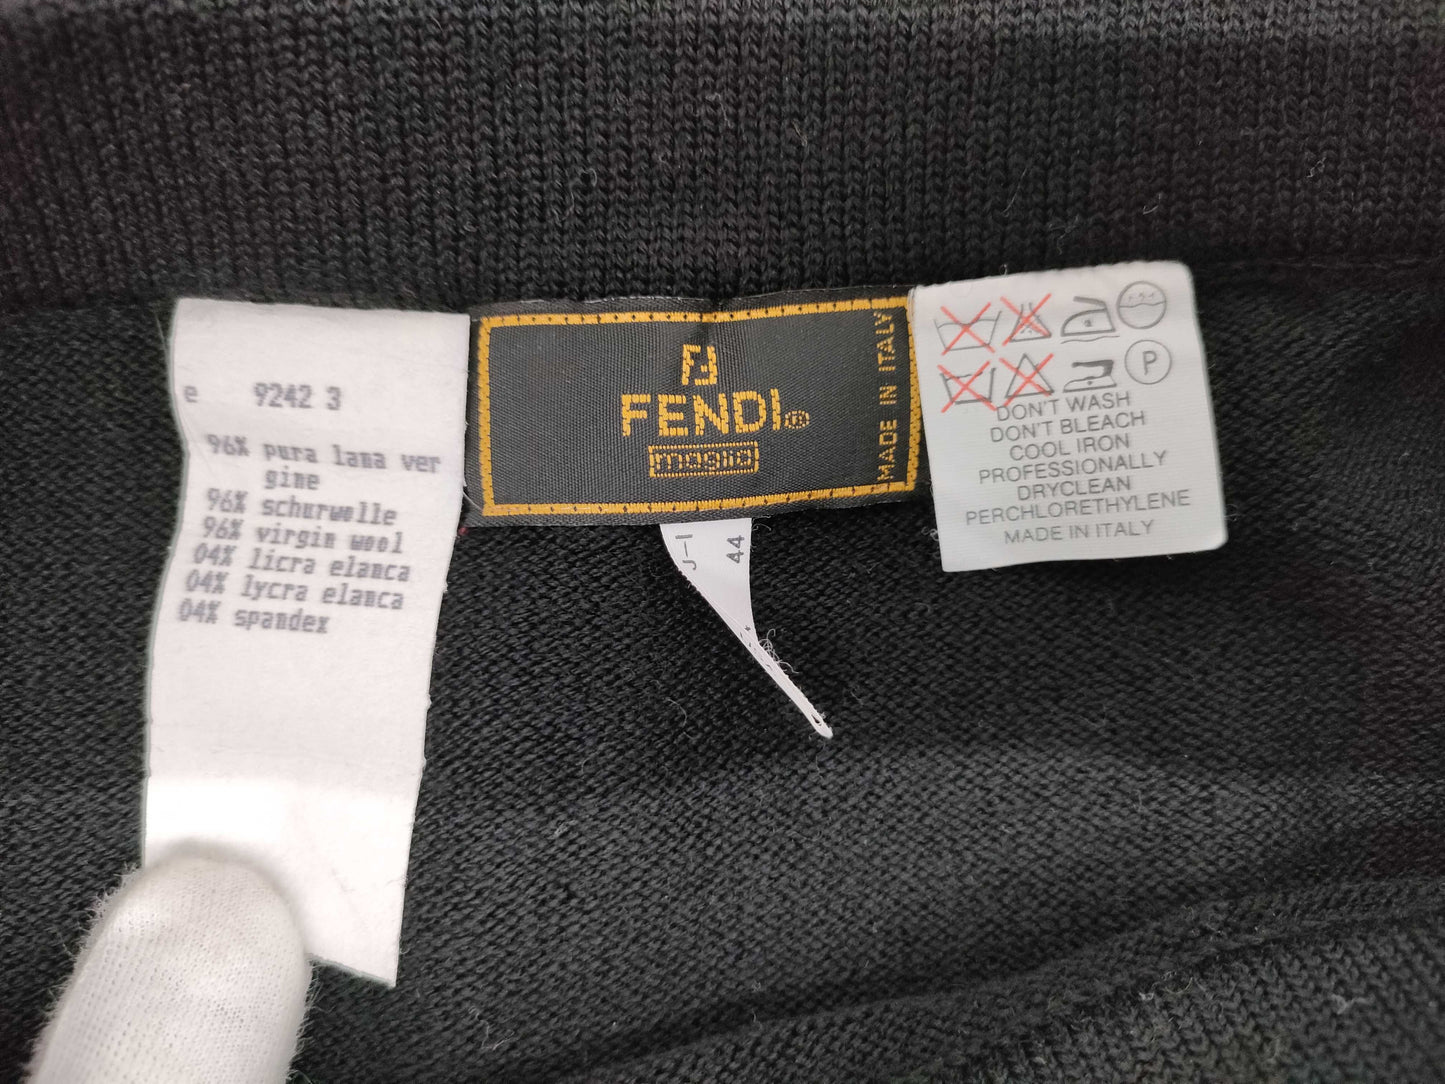 e 9242 3
96% pura lana ver
gine
96% schurwolle
96% virgin wool
04% licra elanca
04% lycra elanca
04% spandex
FENDI®
maglia
MADE IN ITALY
J-I
44
P
DON'T WASH
DON'T BLEACH
COOL IRON
PROFESSIONALLY
DRYCLEAN
PERCHLORETHYLENE
MADE IN ITALY